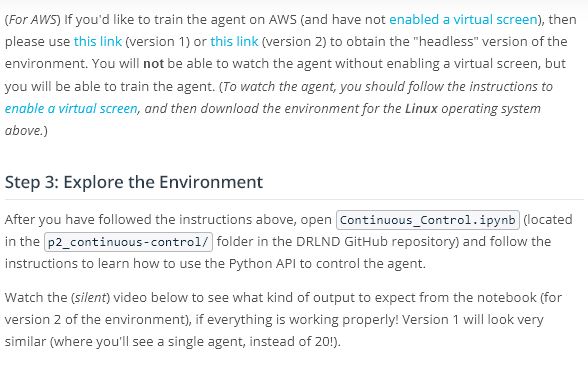 (For AWS) If you'd like to train the agent on AWS (and have not enabled a virtual screen), then
please use this link (version 1) or this link (version 2) to obtain the "headless" version of the
environment. You will not be able to watch the agent without enabling a virtual screen, but
you will be able to train the agent. (To watch the agent, you should follow the instructions to
enable a virtual screen, and then download the environment for the Linux operating system
above.)
Step 3: Explore the Environment
After you have followed the instructions above, open Continuous_Control.ipynb (located
in the p2_continuous-control/ folder in the DRLND GitHub repository) and follow the
instructions to learn how to use the Python API to control the agent.
Watch the (silent) video below to see what kind of output to expect from the notebook (for
version 2 of the environment), if everything is working properly! Version 1 will look very
similar (where you'll see a single agent, instead of 20!).